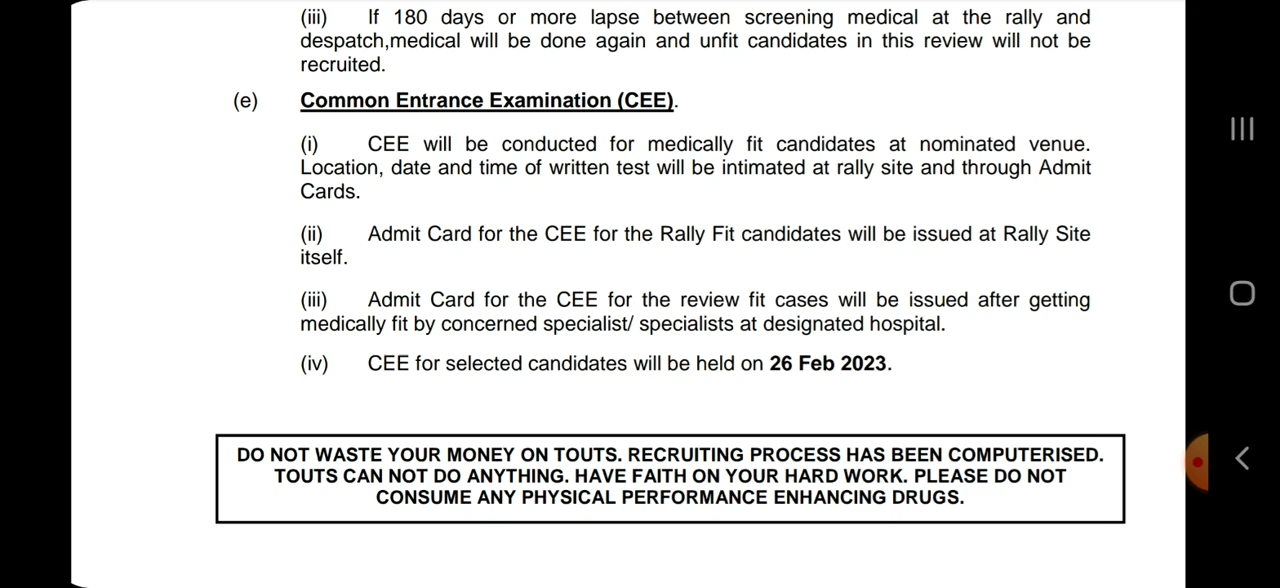 (iii) If 180 days or more lapse between screening medical at the rally and
despatch,medical will be done again and unfit candidates in this review will not be
recruited.
(e) Common Entrance Examination (CEE).
(i) CEE will be conducted for medically fit candidates at nominated venue.
Location, date and time of written test will be intimated at rally site and through Admit
Cards.
(ii) Admit Card for the CEE for the Rally Fit candidates will be issued at Rally Site
itself.
(iii) Admit Card for the CEE for the review fit cases will be issued after getting
medically fit by concerned specialist/ specialists at designated hospital.
(iv) CEE for selected candidates will be held on 26 Feb 2023.
DO NOT WASTE YOUR MONEY ON TOUTS. RECRUITING PROCESS HAS BEEN COMPUTERISED.
TOUTS CAN NOT DO ANYTHING. HAVE FAITH ON YOUR HARD WORK. PLEASE DO NOT
CONSUME ANY PHYSICAL PERFORMANCE ENHANCING DRUGS.